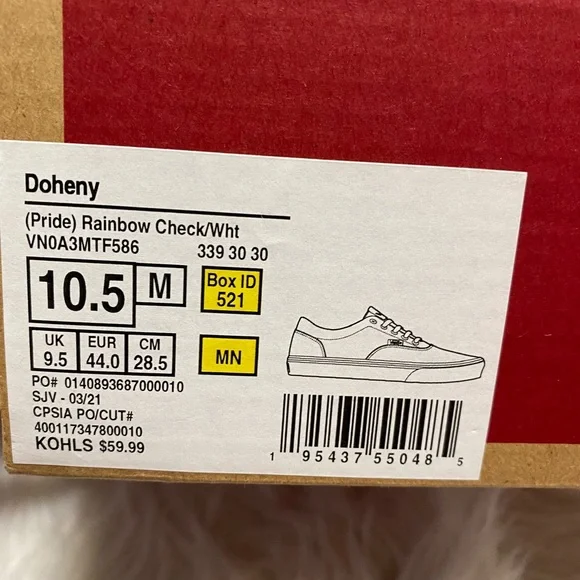 Doheny
(Pride) Rainbow Check/Wht
VN0A3MTF586 339 30 30
10.5 M Box ID
521
UK EUR CM
9.5 44.0 28.5 MN
PO# 0140893687000010
SJV - 03/21
CPSIA PO/CUT#
400117347800010
KOHLS $59.99
1 95437 55048 5